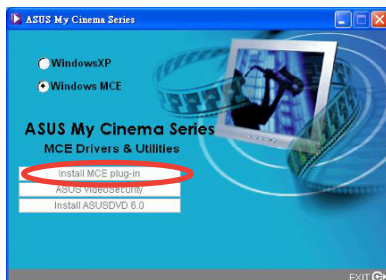 ASUS My Cinema Series
WindowsXP
Windows MCE
ASUS My Cinema Series
MCE Drivers & Utilities
Install MCE plug-in
ASUS VideoSecurity
Install ASUSDVD 6.0
EXIT